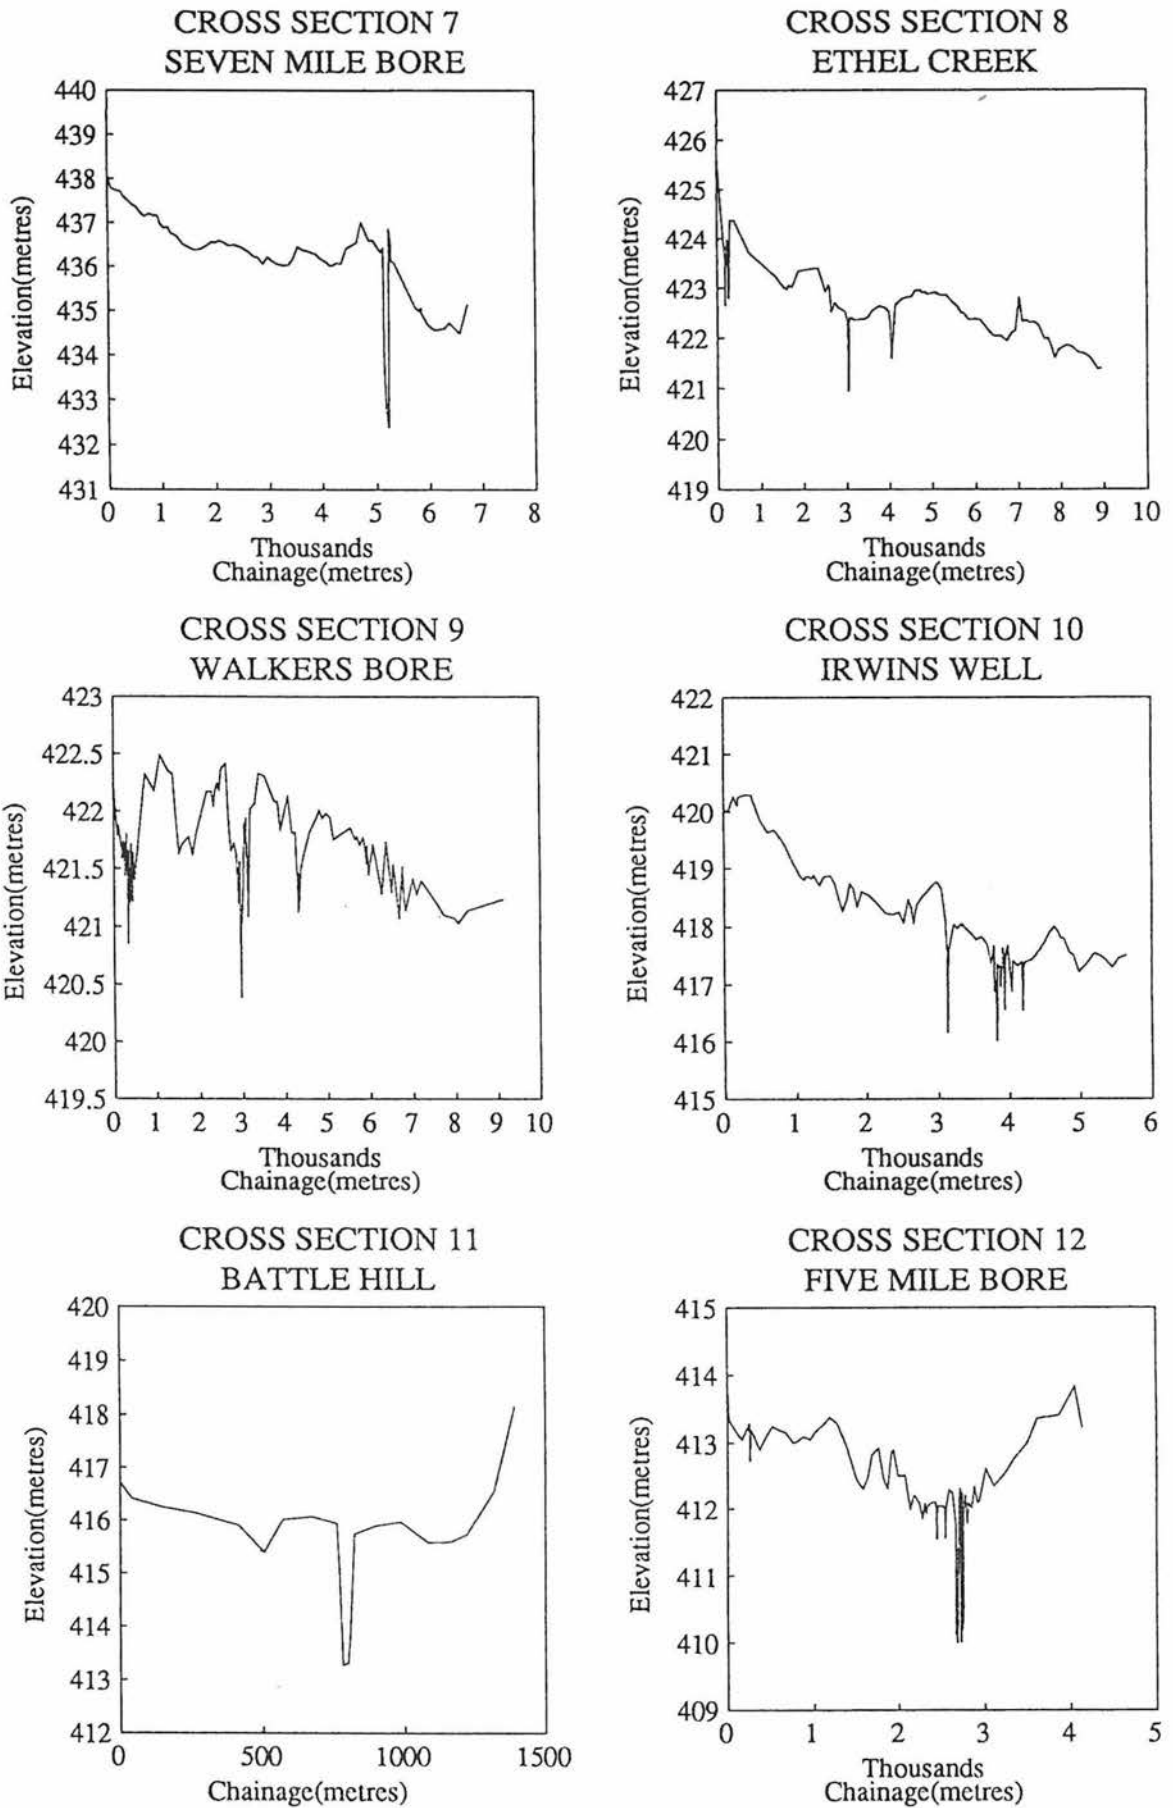 CROSS SECTION 7
SEVEN MILE BORE
440
439
438
437
436
435
434
433
432
431
Elevation(metres)
0 1 2 3 4 5 6 7 8
Thousands
Chainage(metres)
CROSS SECTION 8
ETHEL CREEK
427
426
425
424
423
422
421
420
419
Elevation(metres)
0 1 2 3 4 5 6 7 8 9 10
Thousands
Chainage(metres)
CROSS SECTION 9
WALKERS BORE
423
422.5
422
421.5
421
420.5
420
419.5
Elevation(metres)
0 1 2 3 4 5 6 7 8 9 10
Thousands
Chainage(metres)
CROSS SECTION 10
IRWINS WELL
422
421
420
419
418
417
416
415
Elevation(metres)
0 1 2 3 4 5 6
Thousands
Chainage(metres)
CROSS SECTION 11
BATTLE HILL
420
419
418
417
416
415
414
413
412
Elevation(metres)
0 500 1000 1500
Chainage(metres)
CROSS SECTION 12
FIVE MILE BORE
415
414
413
412
411
410
409
Elevation(metres)
0 1 2 3 4 5
Thousands
Chainage(metres)